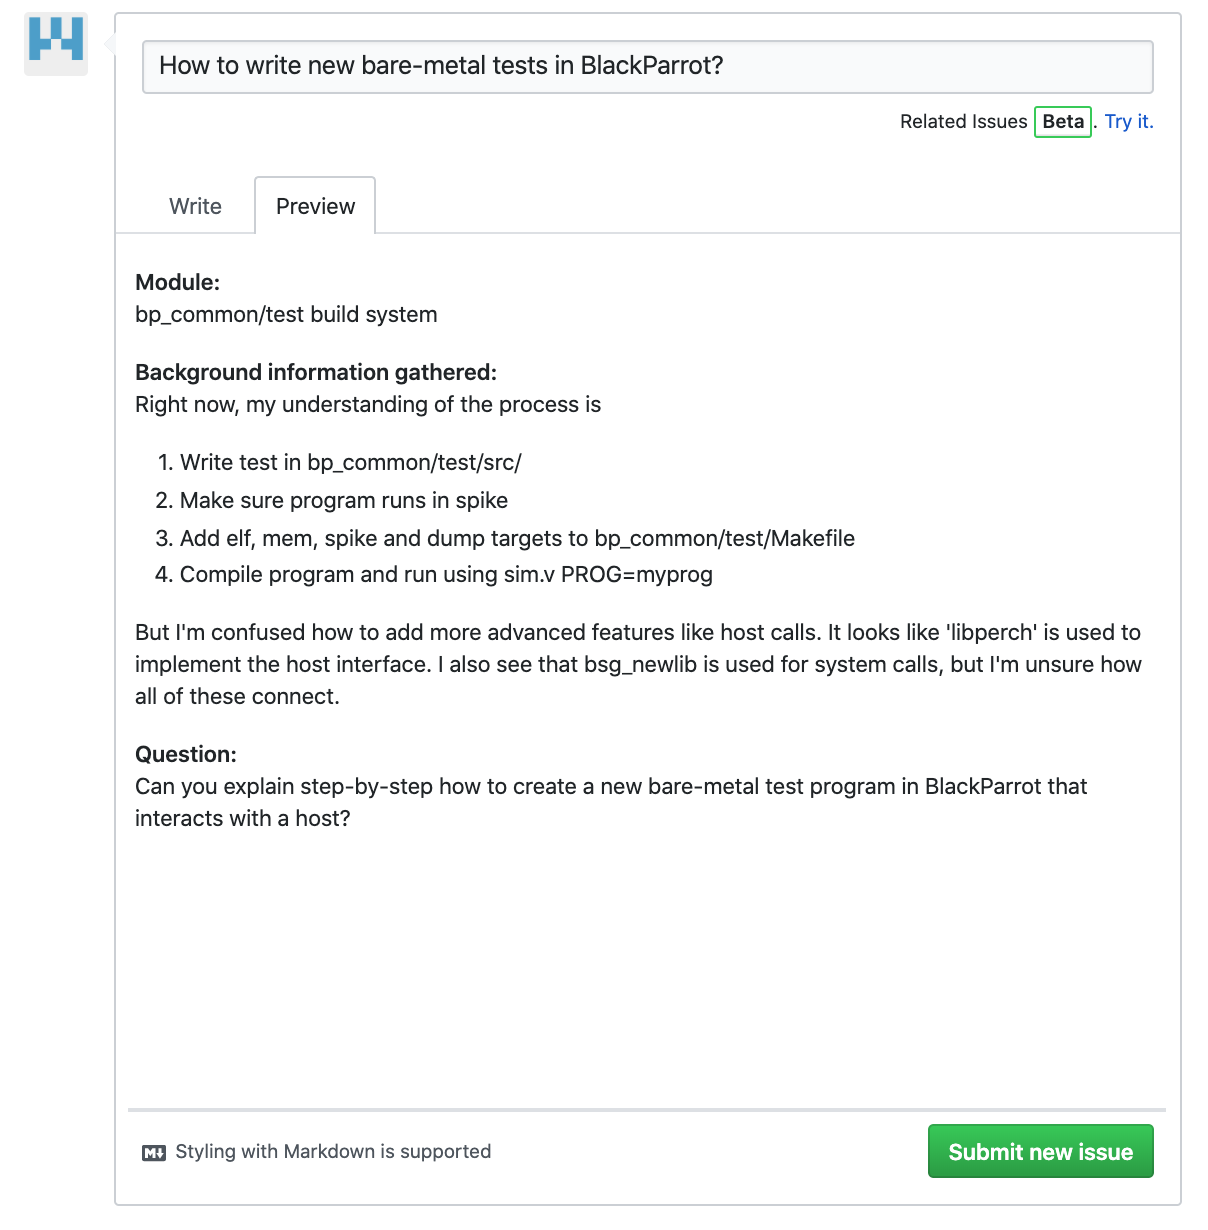 How to write new bare-metal tests in BlackParrot?
Related Issues Beta. Try it.
Write Preview
Module:
bp_common/test build system
Background information gathered:
Right now, my understanding of the process is
1. Write test in bp_common/test/src/
2. Make sure program runs in spike
3. Add elf, mem, spike and dump targets to bp_common/test/Makefile
4. Compile program and run using sim.v PROG=myprog
But I'm confused how to add more advanced features like host calls. It looks like 'libperch' is used to
implement the host interface. I also see that bsg_newlib is used for system calls, but I'm unsure how
all of these connect.
Question:
Can you explain step-by-step how to create a new bare-metal test program in BlackParrot that
interacts with a host?
M Styling with Markdown is supported
Submit new issue